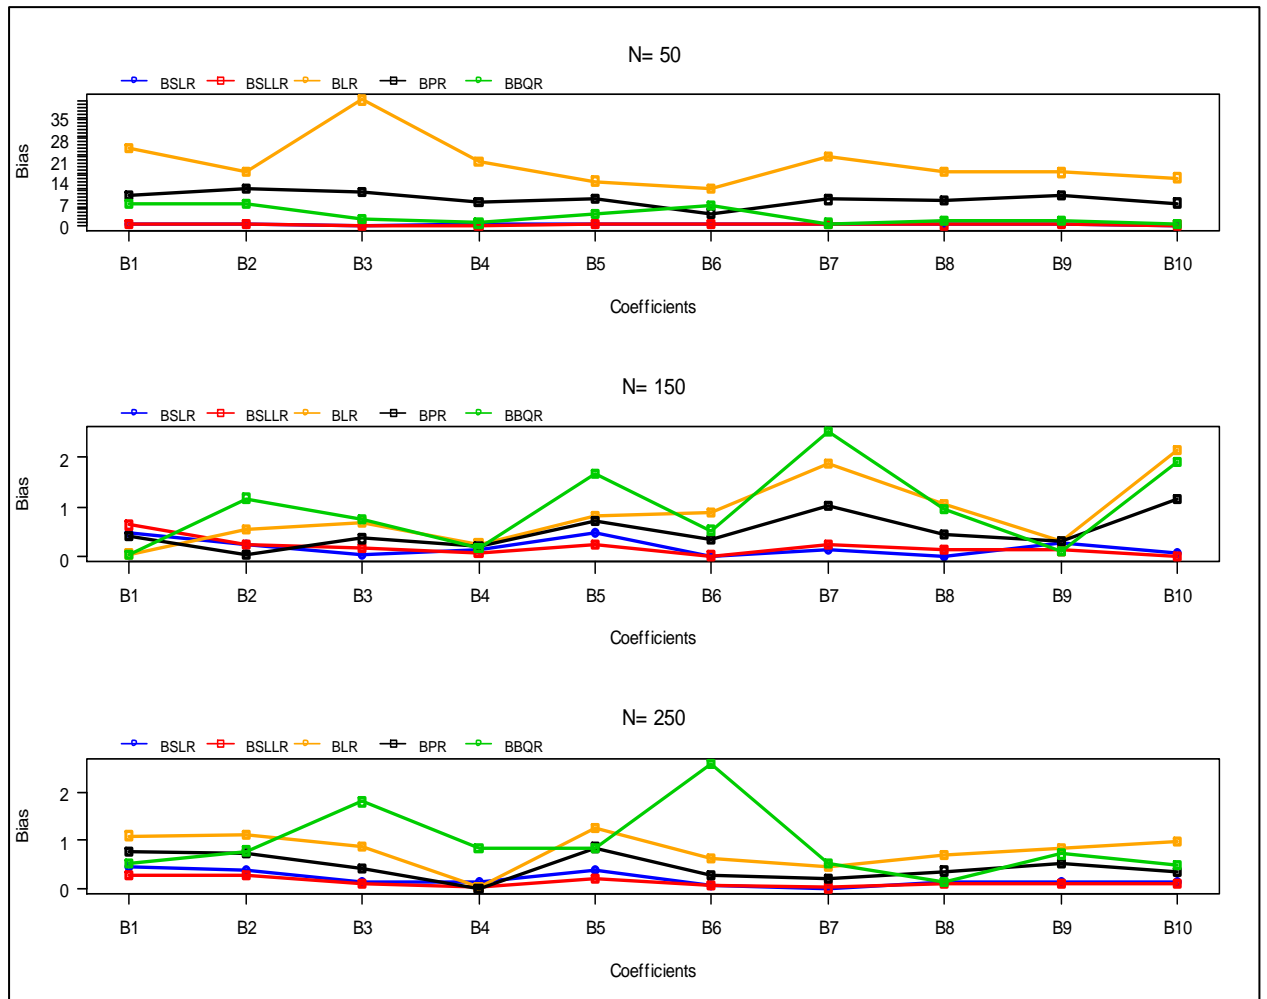 N= 50
BSLR BSLLR BLR BPR BBQR
Bias
35
28
21
14
7
0
B1 B2 B3 B4 B5 B6 B7 B8 B9 B10
Coefficients
N= 150
BSLR BSLLR BLR BPR BBQR
Bias
2
1
0
B1 B2 B3 B4 B5 B6 B7 B8 B9 B10
Coefficients
N= 250
BSLR BSLLR BLR BPR BBQR
Bias
2
1
0
B1 B2 B3 B4 B5 B6 B7 B8 B9 B10
Coefficients